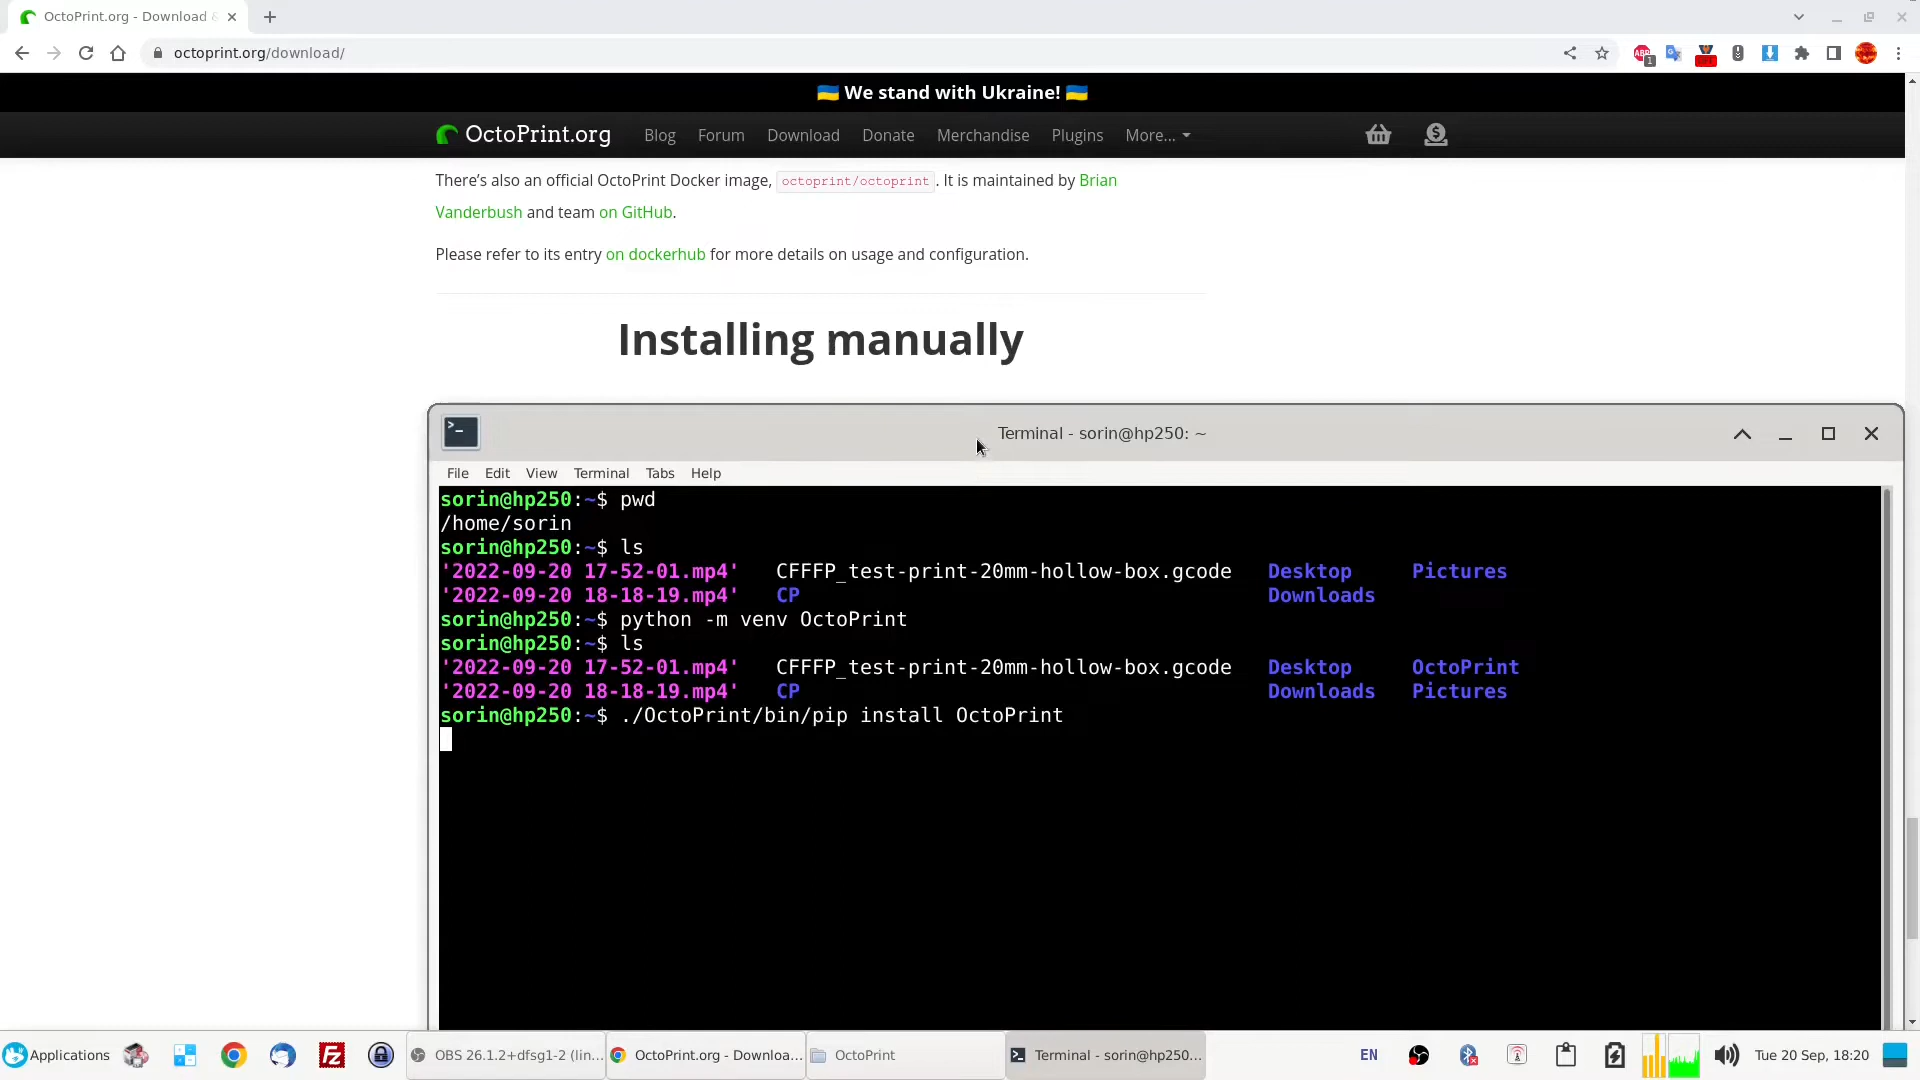 OctoPrint.org - Download &
octoprint.org/download/
We stand with Ukraine!
OctoPrint.org Blog Forum Download Donate Merchandise Plugins More...
There’s also an official OctoPrint Docker image, octoprint/octoprint. It is maintained by Brian
Vanderbush and team on GitHub.
Please refer to its entry on dockerhub for more details on usage and configuration.
Installing manually
Terminal - sorin@hp250: ~
File Edit View Terminal Tabs Help
sorin@hp250:~$ pwd
/home/sorin
sorin@hp250:~$ ls
'2022-09-20 17-52-01.mp4' CFFFP_test-print-20mm-hollow-box.gcode Desktop Pictures
'2022-09-20 18-18-19.mp4' CP Downloads
sorin@hp250:~$ python -m venv OctoPrint
sorin@hp250:~$ ls
'2022-09-20 17-52-01.mp4' CFFFP_test-print-20mm-hollow-box.gcode Desktop OctoPrint
'2022-09-20 18-18-19.mp4' CP Downloads Pictures
sorin@hp250:~$ ./OctoPrint/bin/pip install OctoPrint
Applications OBS 26.1.2+dfsg1-2 (lin... OctoPrint.org - Downloa... OctoPrint Terminal - sorin@hp250... EN Tue 20 Sep, 18:20